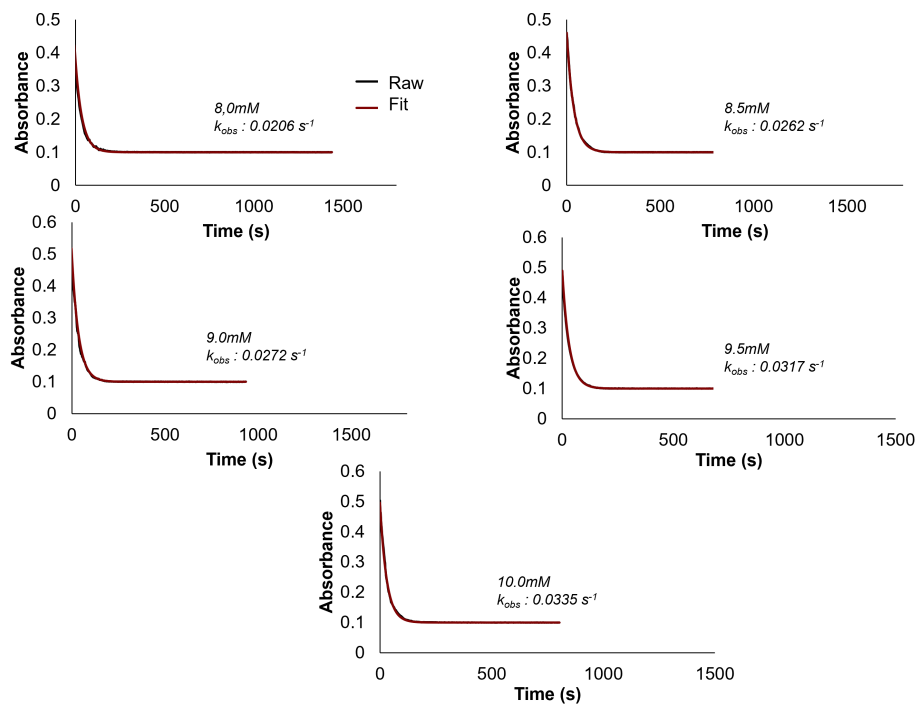 0.5
0.4
0.3
0.2
0.1
0
Absorbance
0 500 1000 1500
Time (s)
8,0mM
kobs : 0.0206 s-1
Raw
Fit
0.5
0.4
0.3
0.2
0.1
0
Absorbance
0 500 1000 1500
Time (s)
8.5mM
kobs : 0.0262 s-1
0.6
0.5
0.4
0.3
0.2
0.1
0
Absorbance
0 500 1000 1500
Time (s)
9.0mM
kobs : 0.0272 s-1
0.6
0.5
0.4
0.3
0.2
0.1
0
Absorbance
0 500 1000 1500
Time (s)
9.5mM
kobs : 0.0317 s-1
0.6
0.5
0.4
0.3
0.2
0.1
0
Absorbance
0 500 1000 1500
Time (s)
10.0mM
kobs : 0.0335 s-1